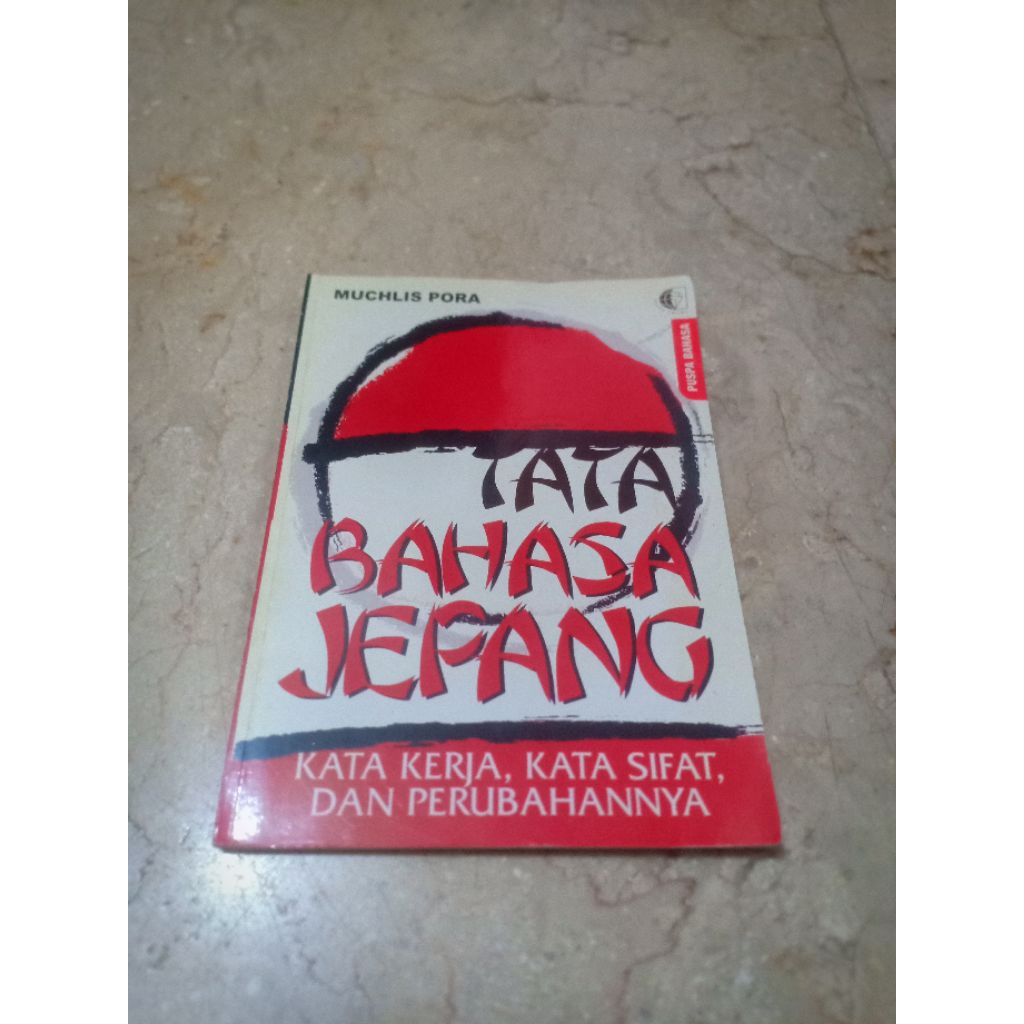 MUCHLIS PORA
PUSPA BAHASA
TATA
BAHASA
JEPANG
KATA KERJA, KATA SIFAT,
DAN PERUBAHANNYA